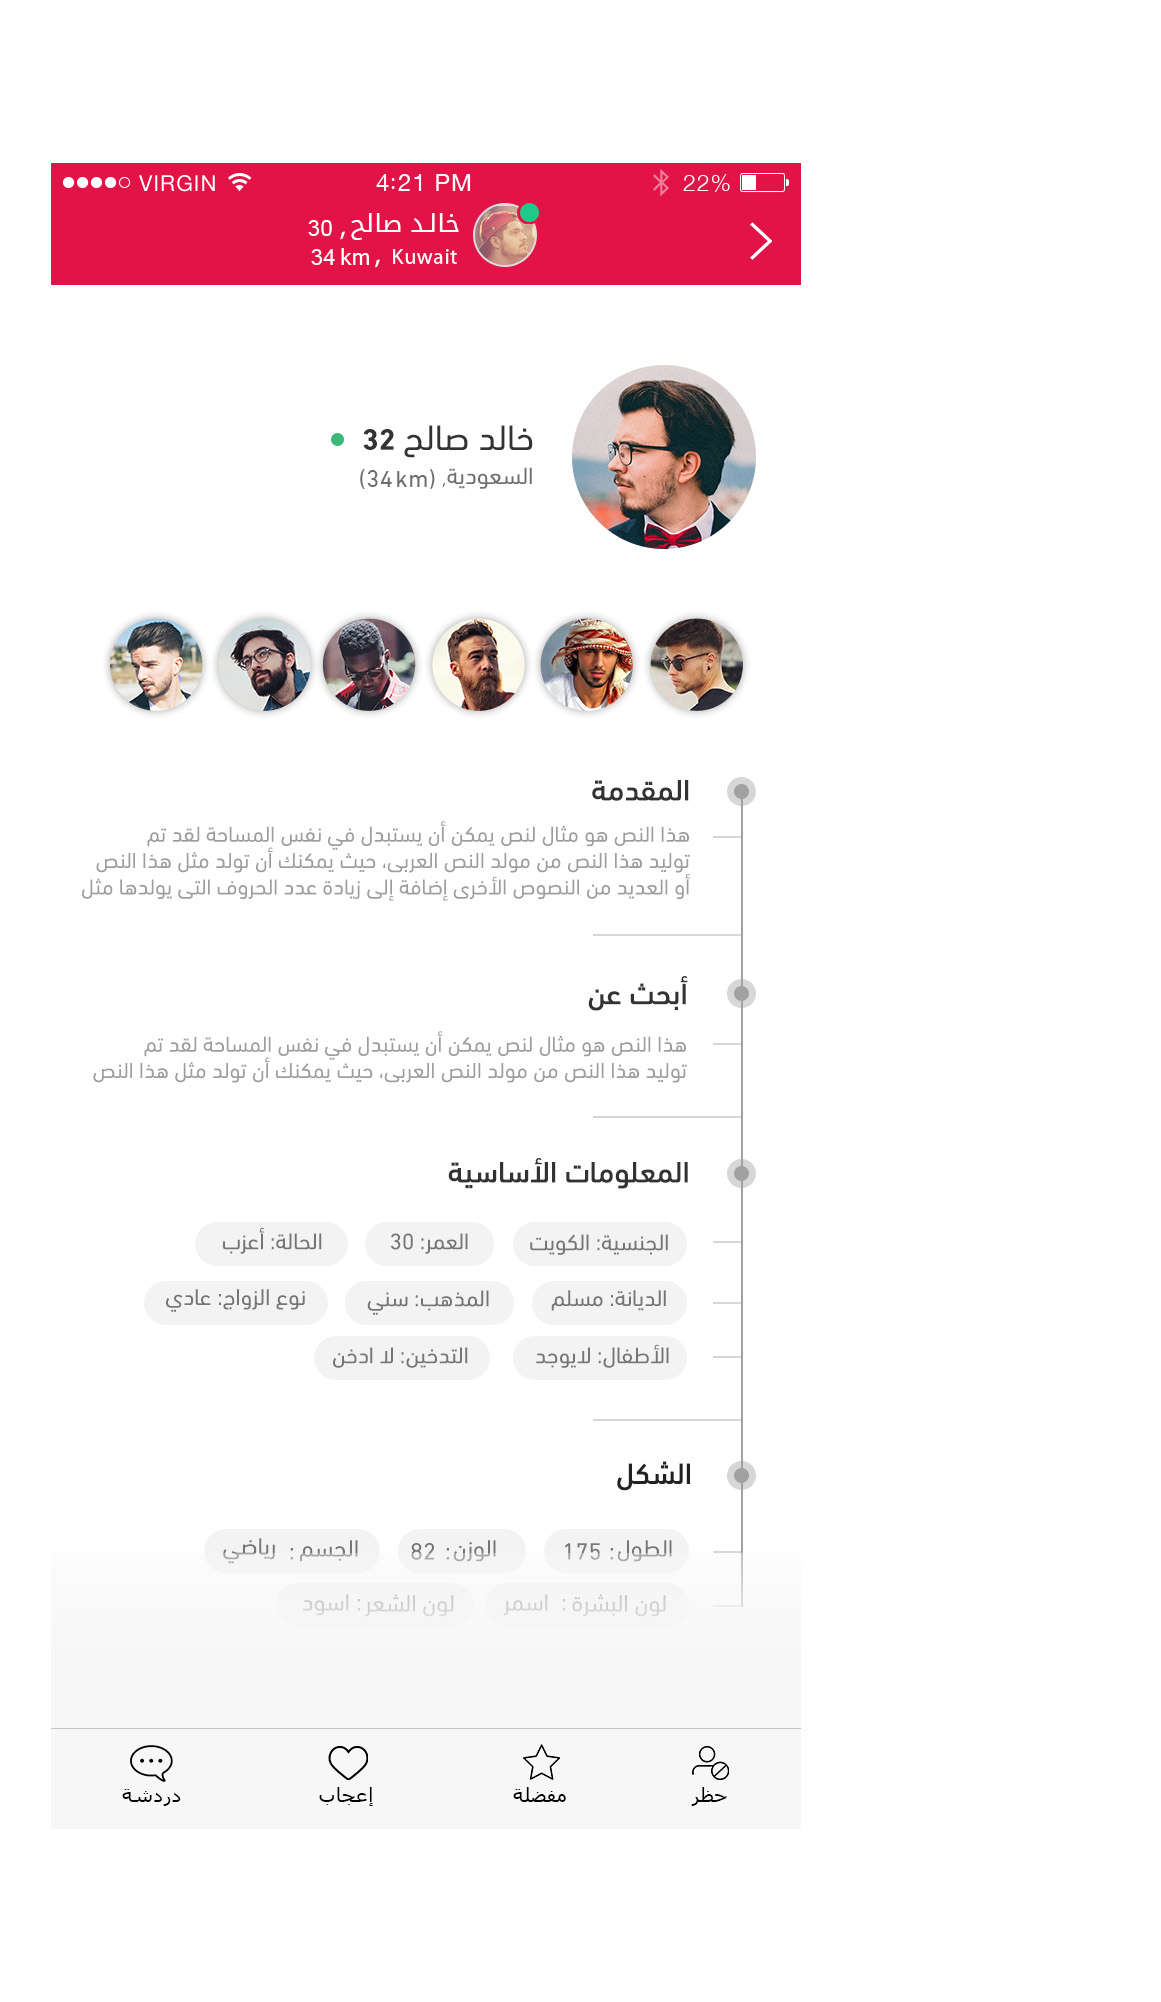 VIRGIN 4:21 PM 22%
خالد صالح, 30
34 km, Kuwait
خالد صالح 32
السعودية, (34 km)
المقدمة
هذا النص هو مثال لنص يمكن أن يستبدل في نفس المساحة لقد تم
توليد هذا النص من مولد النص العربى، حيث يمكنك أن تولد مثل هذا النص
أو العديد من النصوص الأخرى إضافة إلى زيادة عدد الحروف التى يولدها مثل
أبحث عن
هذا النص هو مثال لنص يمكن أن يستبدل في نفس المساحة لقد تم
توليد هذا النص من مولد النص العربى، حيث يمكنك أن تولد مثل هذا النص
المعلومات الأساسية
الجنسية: الكويت العمر: 30 الحالة: أعزب
الديانة: مسلم المذهب: سني نوع الزواج: عادي
الأطفال: لايوجد التدخين: لا ادخن
الشكل
الطول: 175 الوزن: 82 الجسم : رياضي
لون البشرة : اسمر لون الشعر: اسود
حظر مفضلة إعجاب دردشة